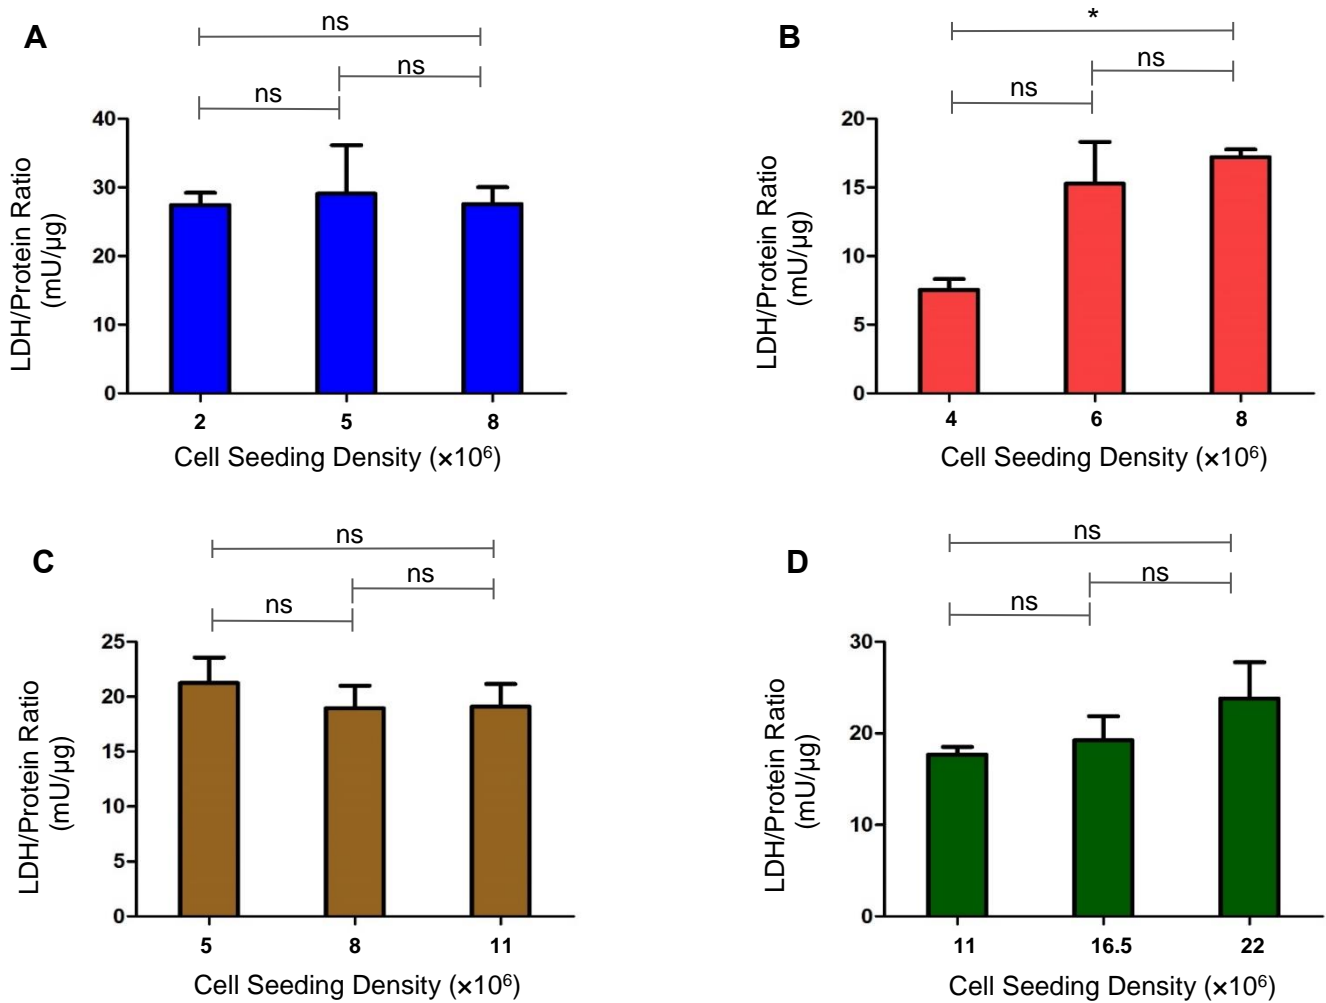 A
ns
ns
ns
40
30
20
10
0
LDH/Protein Ratio
(mU/µg)
2 5 8
Cell Seeding Density (×10⁶)
B
*
ns
ns
20
15
10
5
0
LDH/Protein Ratio
(mU/µg)
4 6 8
Cell Seeding Density (×10⁶)
C
ns
ns
ns
25
20
15
10
5
0
LDH/Protein Ratio
(mU/µg)
5 8 11
Cell Seeding Density (×10⁶)
D
ns
ns
ns
30
20
10
0
LDH/Protein Ratio
(mU/µg)
11 16.5 22
Cell Seeding Density (×10⁶)